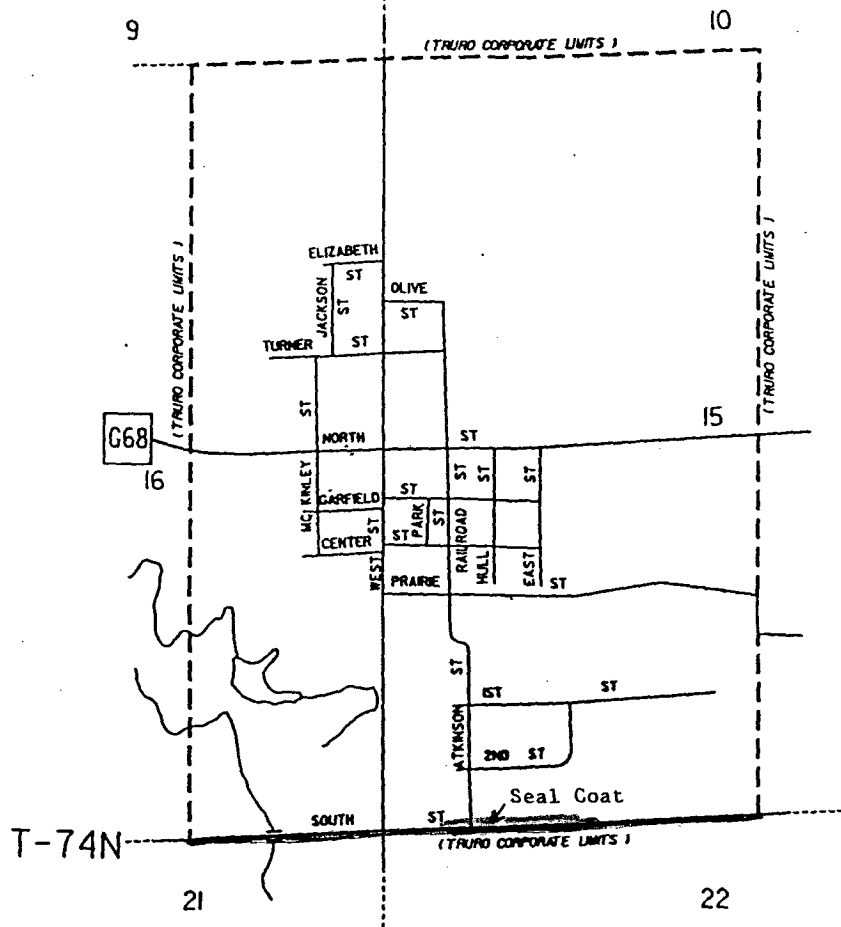 9
10
( TRURO CORPORATE LIMITS )
( TRURO CORPORATE LIMITS )
( TRURO CORPORATE LIMITS )
ELIZABETH
ST
JACKSON
ST
OLIVE
ST
TURNER
ST
ST
G68
16
15
NORTH
ST
MC KINLEY
GARFIELD
ST
ST
ST
ST
ST
PARK
ST
CENTER
ST
RAILROAD
HULL
EAST
WEST
PRAIRIE
ST
ST
1ST
ST
ATKINSON
2ND ST
Seal Coat
SOUTH
ST
T-74N
( TRURO CORPORATE LIMITS )
21
22